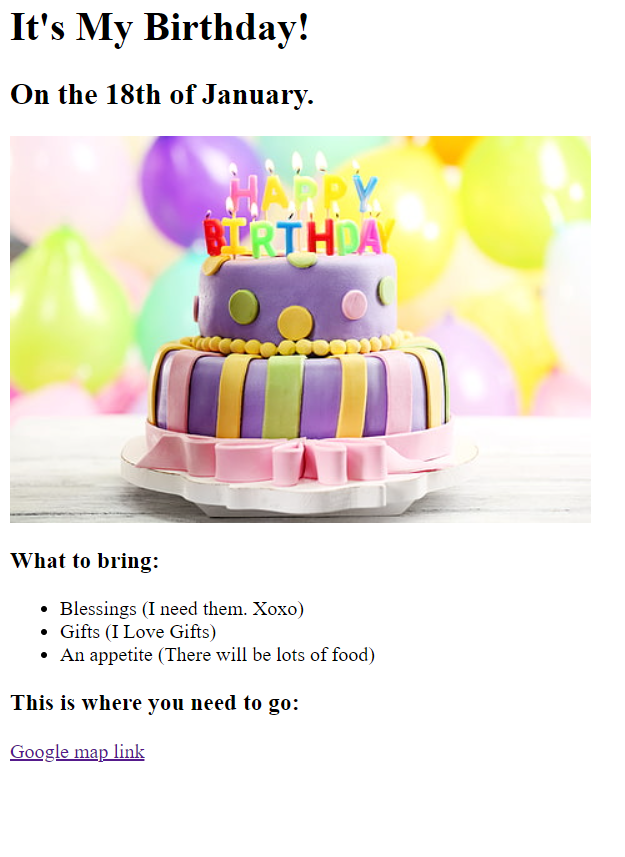 It's My Birthday!
On the 18th of January.
HAPPY
BIRTHDAY
What to bring:
Blessings (I need them. Xoxo)
Gifts (I Love Gifts)
An appetite (There will be lots of food)
This is where you need to go:
Google map link